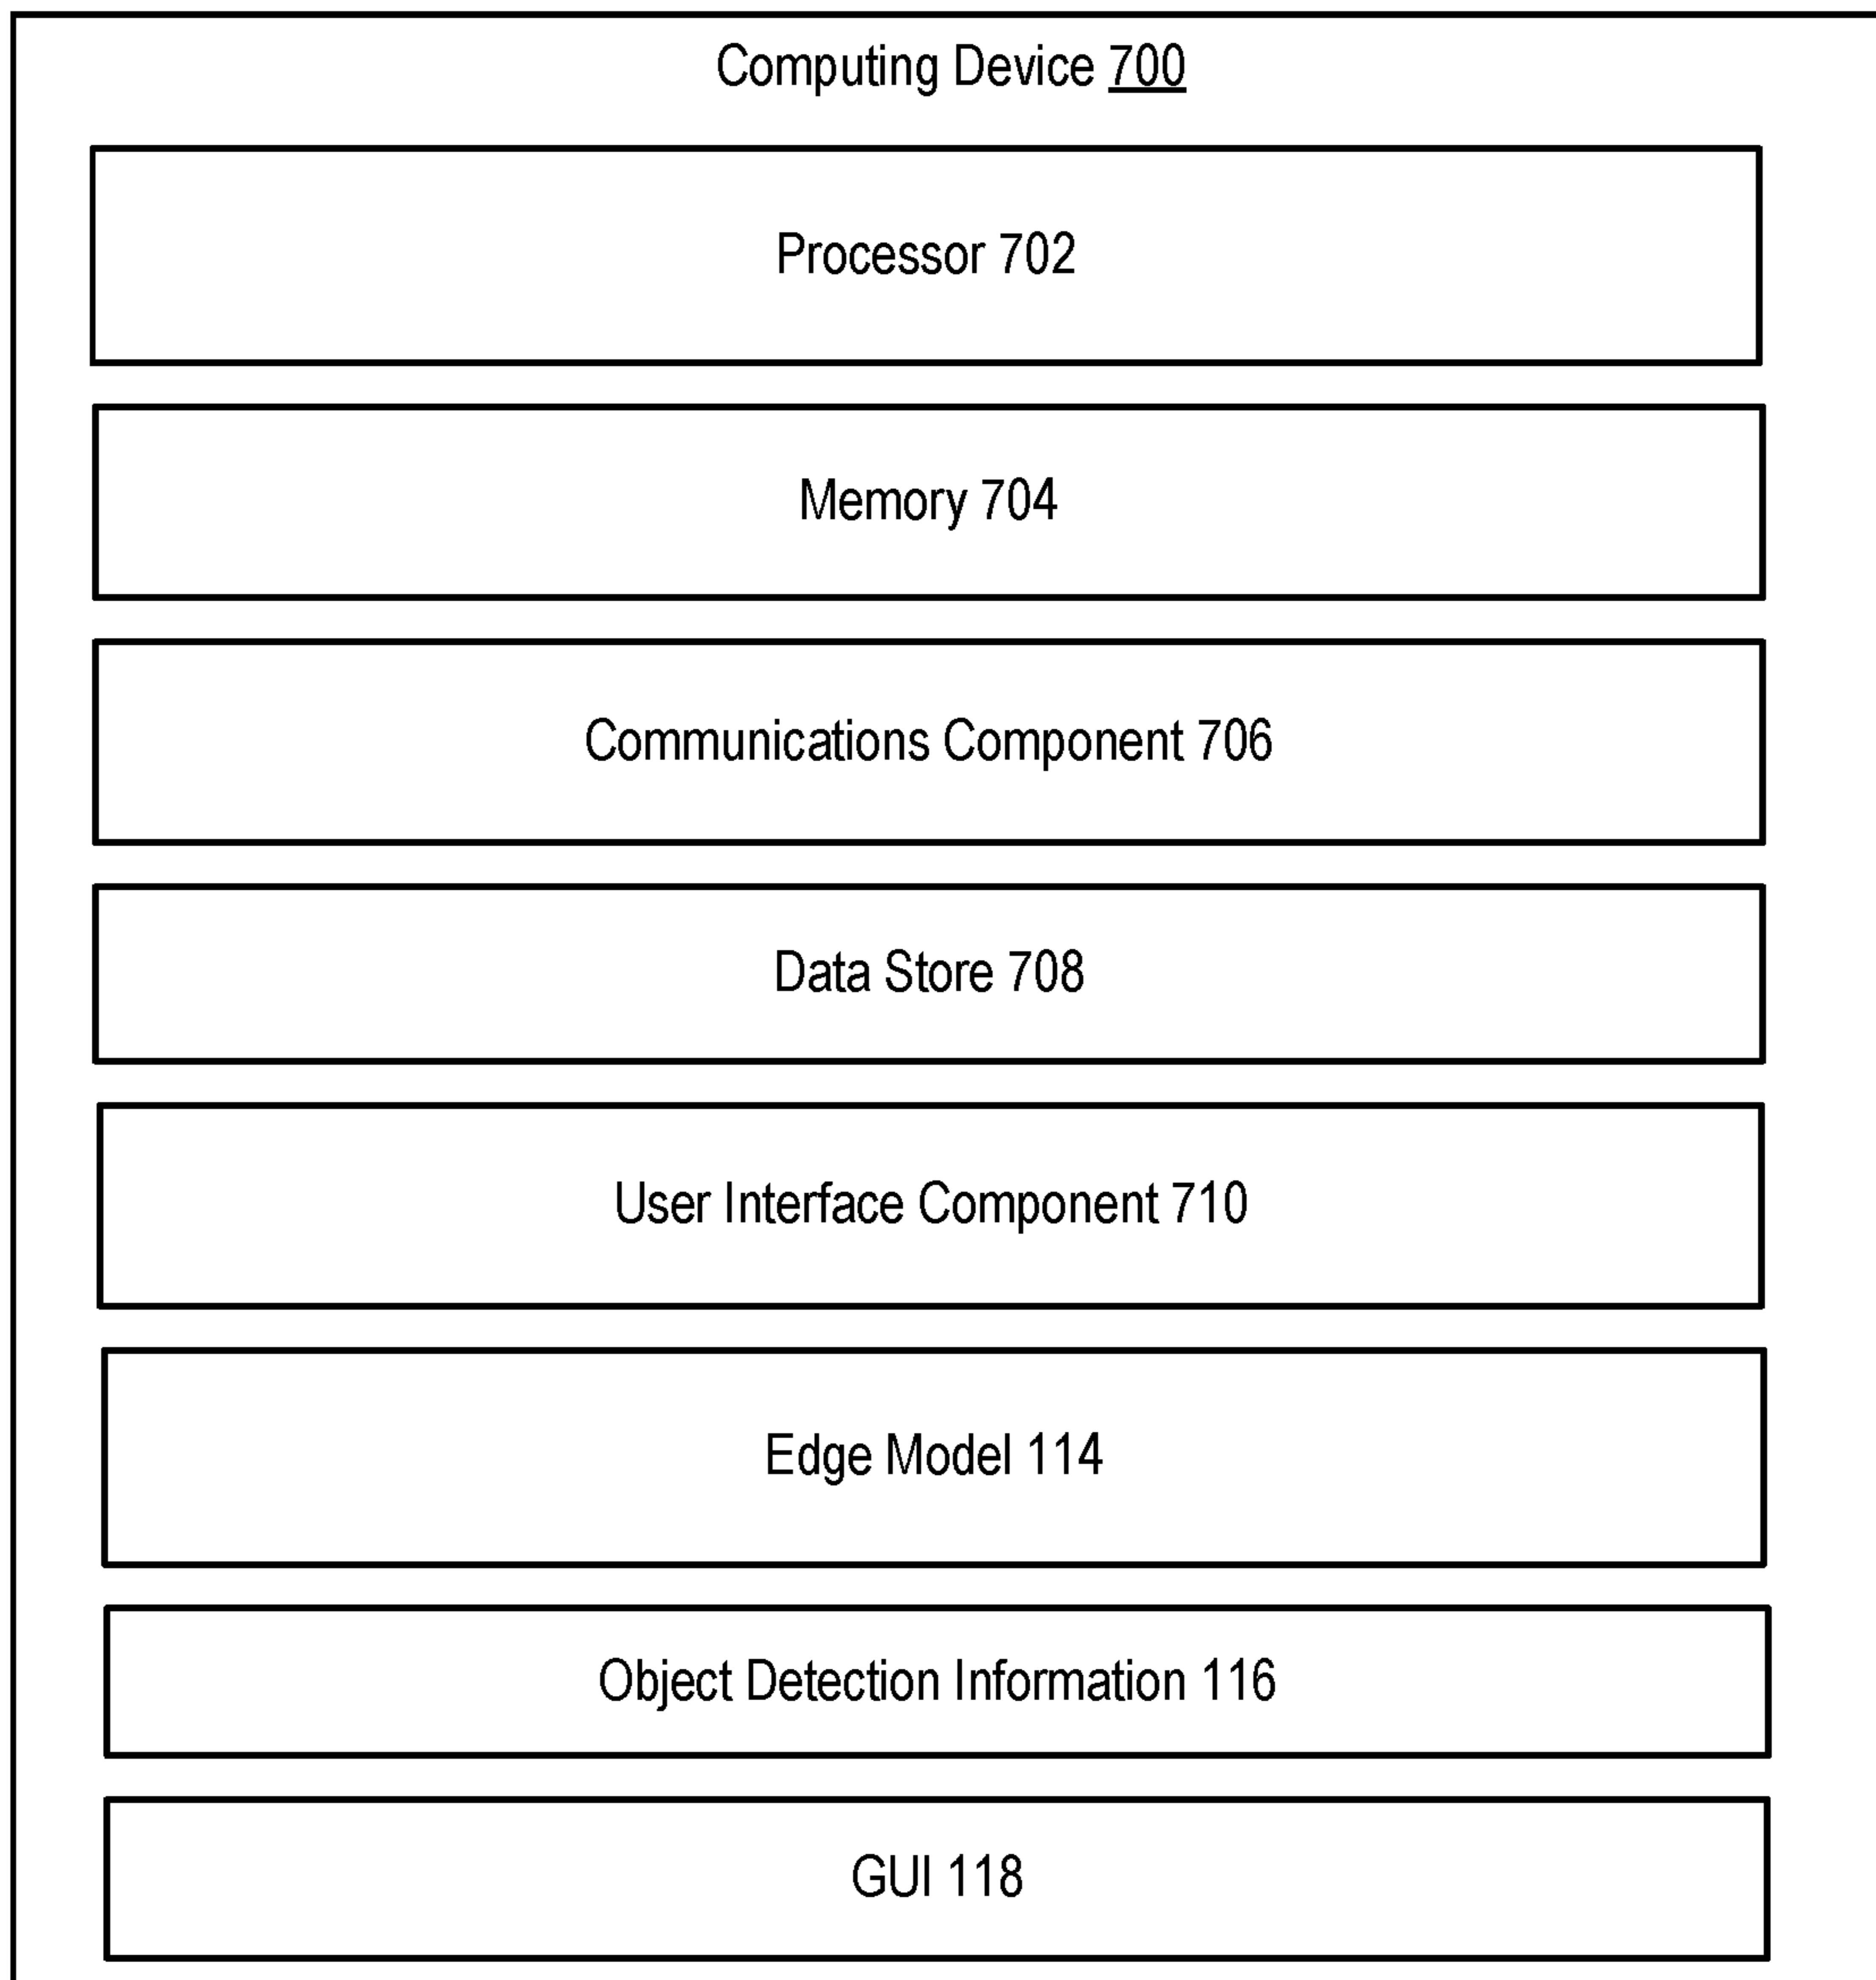 Computing Device 700
Processor 702
Memory 704
Communications Component 706
Data Store 708
User Interface Component 710
Edge Model 114
Object Detection Information 116
GUI 118